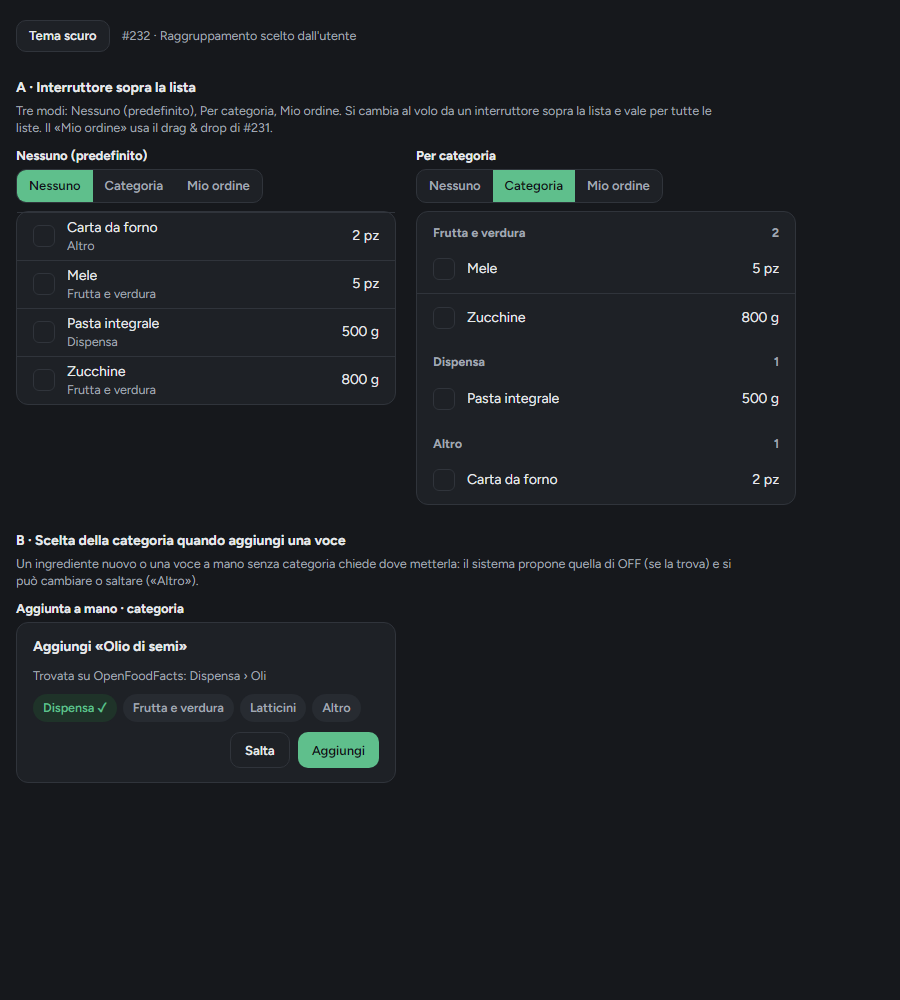 Tema scuro
#232 · Raggruppamento scelto dall'utente
A · Interruttore sopra la lista
Tre modi: Nessuno (predefinito), Per categoria, Mio ordine. Si cambia al volo da un interruttore sopra la lista e vale per tutte le
liste. Il «Mio ordine» usa il drag & drop di #231.
Nessuno (predefinito)
Nessuno Categoria Mio ordine
Carta da forno 2 pz
Altro
Mele 5 pz
Frutta e verdura
Pasta integrale 500 g
Dispensa
Zucchine 800 g
Frutta e verdura
Per categoria
Nessuno Categoria Mio ordine
Frutta e verdura 2
Mele 5 pz
Zucchine 800 g
Dispensa 1
Pasta integrale 500 g
Altro 1
Carta da forno 2 pz
B · Scelta della categoria quando aggiungi una voce
Un ingrediente nuovo o una voce a mano senza categoria chiede dove metterla: il sistema propone quella di OFF (se la trova) e si
può cambiare o saltare («Altro»).
Aggiunta a mano · categoria
Aggiungi «Olio di semi»
Trovata su OpenFoodFacts: Dispensa › Oli
Dispensa ✓ Frutta e verdura Latticini Altro
Salta Aggiungi